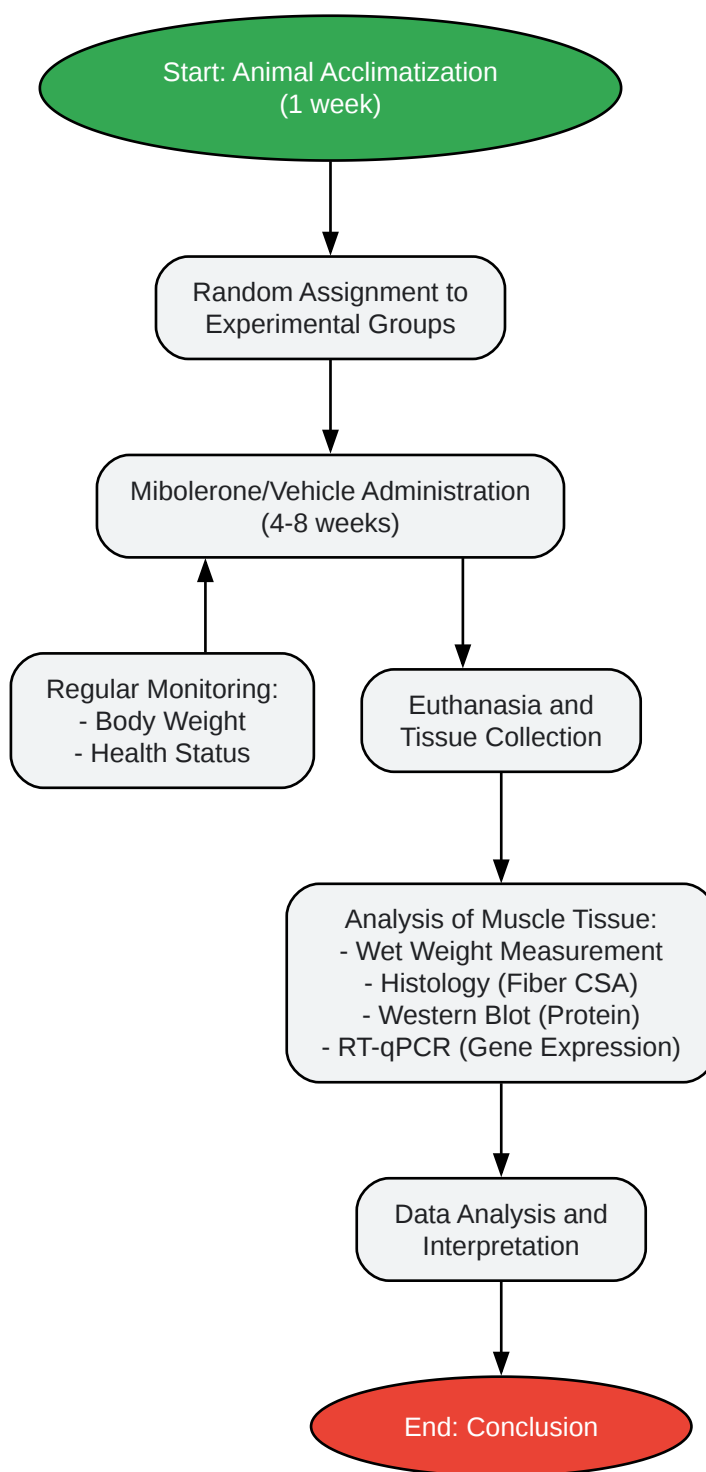 Start: Animal Acclimatization
(1 week)
Random Assignment to
Experimental Groups
Mibolerone/Vehicle Administration
(4-8 weeks)
Regular Monitoring:
- Body Weight
- Health Status
Euthanasia and
Tissue Collection
Analysis of Muscle Tissue:
- Wet Weight Measurement
- Histology (Fiber CSA)
- Western Blot (Protein)
- RT-qPCR (Gene Expression)
Data Analysis and
Interpretation
End: Conclusion